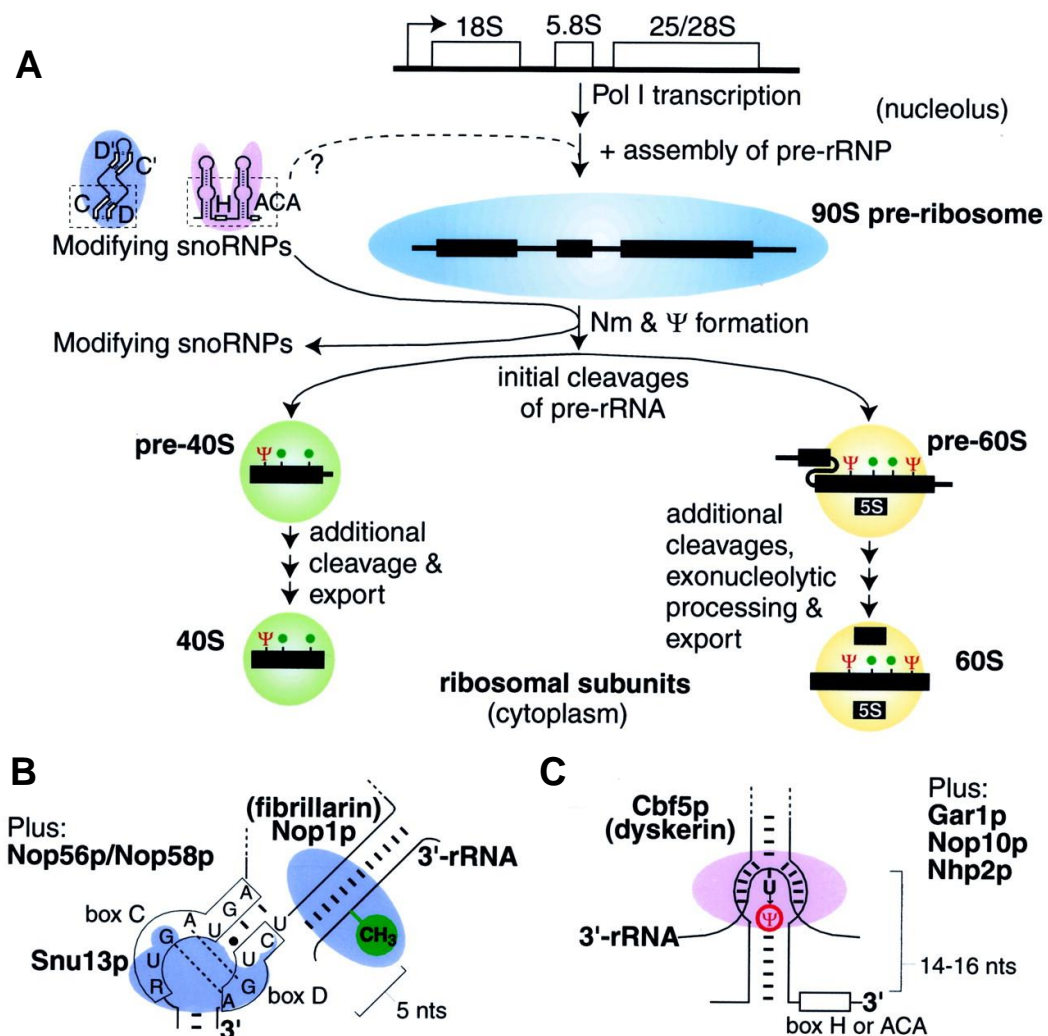 A
18S 5.8S 25/28S
Pol I transcription
(nucleolus)
+ assembly of pre-rRNP
D' C'
C D
H ACA
?
Modifying snoRNPs
90S pre-ribosome
Nm & Ψ formation
Modifying snoRNPs
initial cleavages
of pre-rRNA
pre-40S
Ψ
additional
cleavage &
export
40S
Ψ
pre-60S
Ψ Ψ
5S
additional
cleavages,
exonucleolytic
processing &
export
60S
Ψ Ψ
5S
ribosomal subunits
(cytoplasm)
B
Plus:
Nop56p/Nop58p
(fibrillarin)
Nop1p
3'-rRNA
CH3
5 nts
box C
R U G A U G A
U
C U G A
box D
Snu13p
3'
C
Cbf5p
(dyskerin)
Plus:
Gar1p
Nop10p
Nhp2p
U
Ψ
3'-rRNA
14-16 nts
3'
box H or ACA